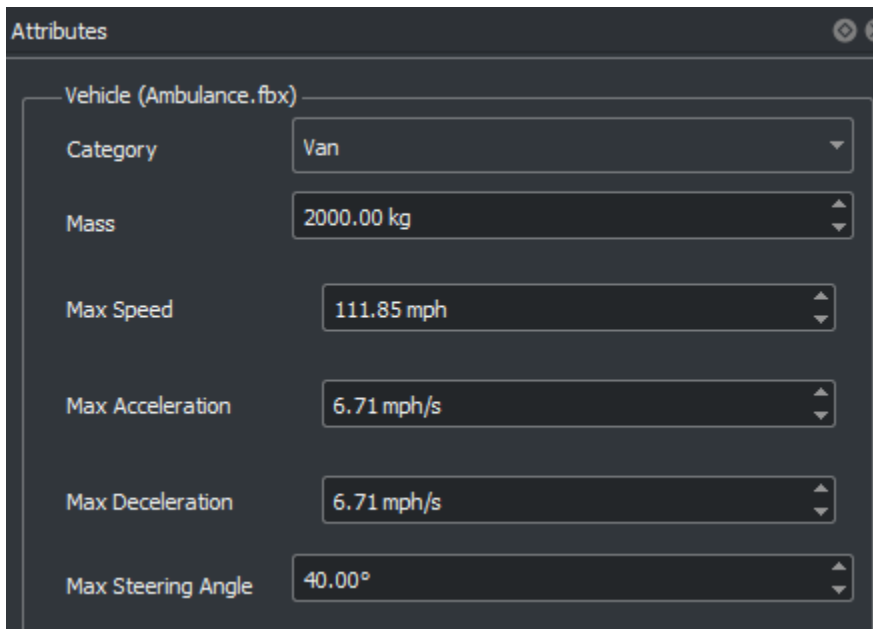 Attributes
Vehicle (Ambulance.fbx)
Category Van
Mass 2000.00 kg
Max Speed 111.85 mph
Max Acceleration 6.71 mph/s
Max Deceleration 6.71 mph/s
Max Steering Angle 40.00°